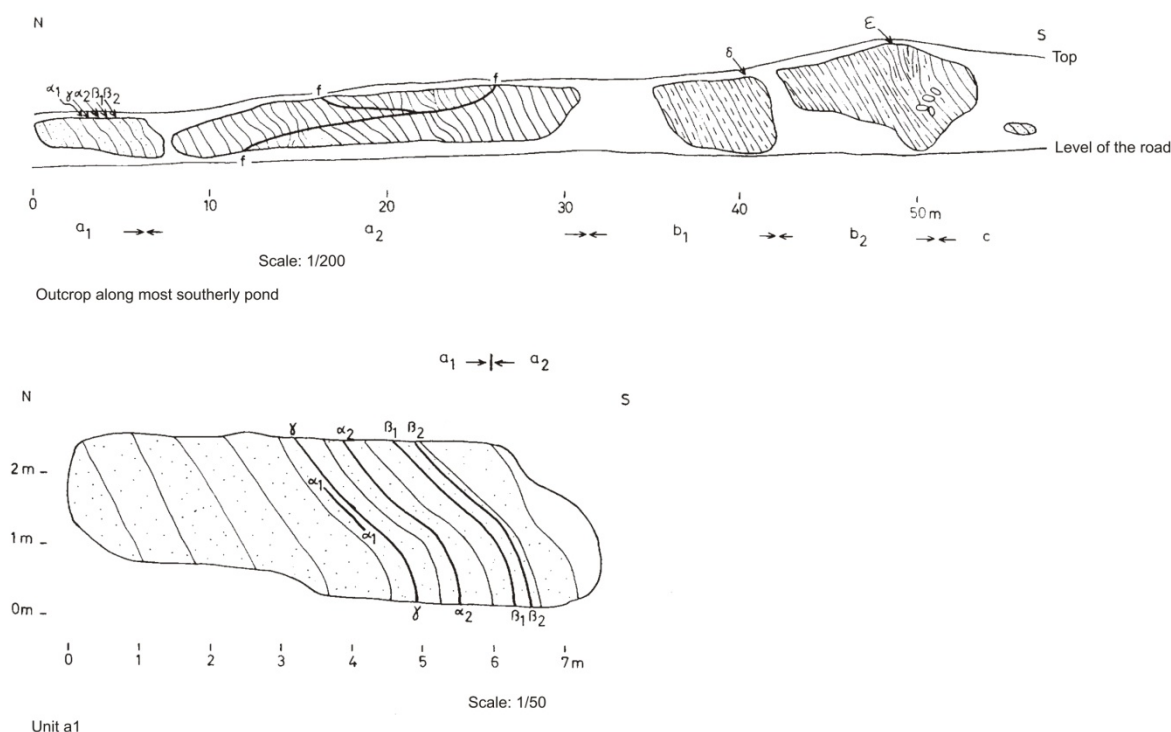 N
S
ε
δ
Top
α1 γ α2 β1 β2
f
f
f
Level of the road
0 10 20 30 40 50 m
a1 → ← a2 → ← b1 → ← b2 → ← c
Scale: 1/200
Outcrop along most southerly pond
a1 → ← a2
N
S
γ α2 β1 β2
2 m
α1
α1
1 m
0 m
γ α2 β1 β2
0 1 2 3 4 5 6 7 m
Scale: 1/50
Unit a1